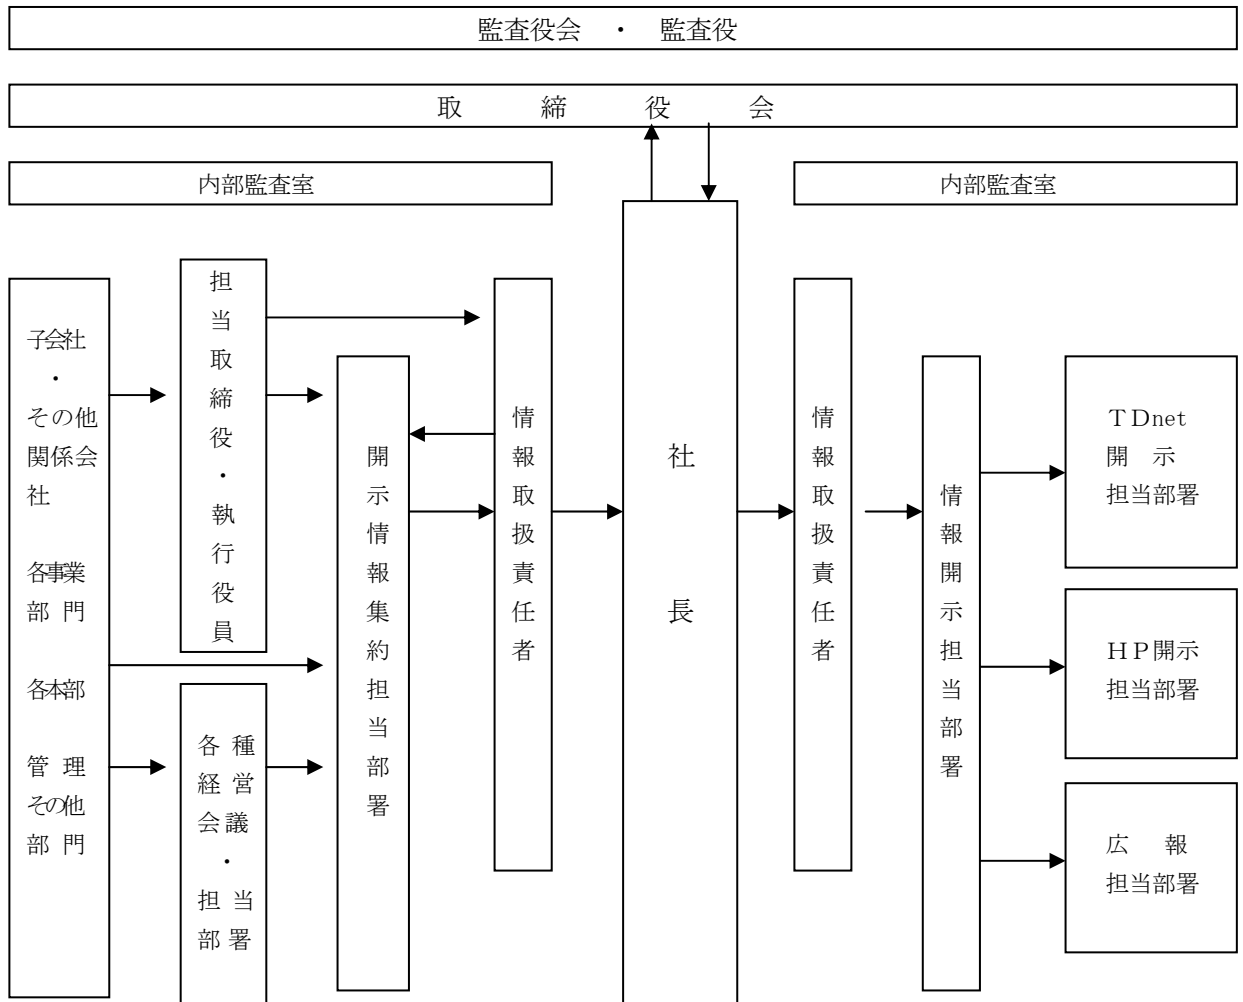 監査役会 ・ 監査役
取締役会
内部監査室
内部監査室
子会社
・
その他
関係会
社
各事業
部門
各本部
管理
その他
部門
担当取締役・執行役員
各種
経営
会議
・
担当
部署
開示情報集約担当部署
情報取扱責任者
社長
情報取扱責任者
情報開示担当部署
ＴDnet
開示
担当部署
ＨＰ開示
担当部署
広報
担当部署